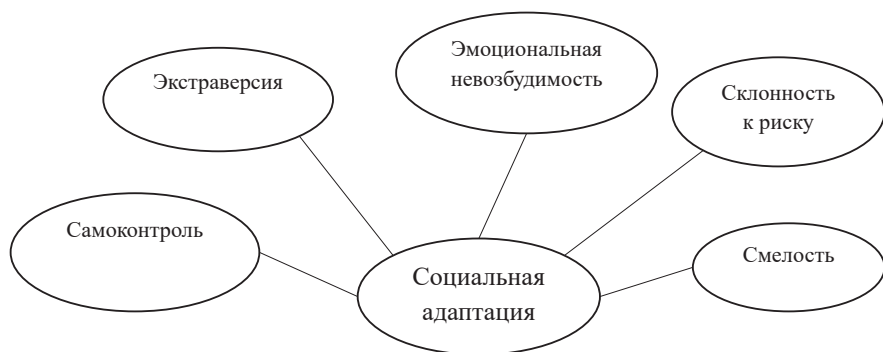 Эмоциональная
невозбудимость
Экстраверсия
Склонность
к риску
Самоконтроль
Смелость
Социальная
адаптация